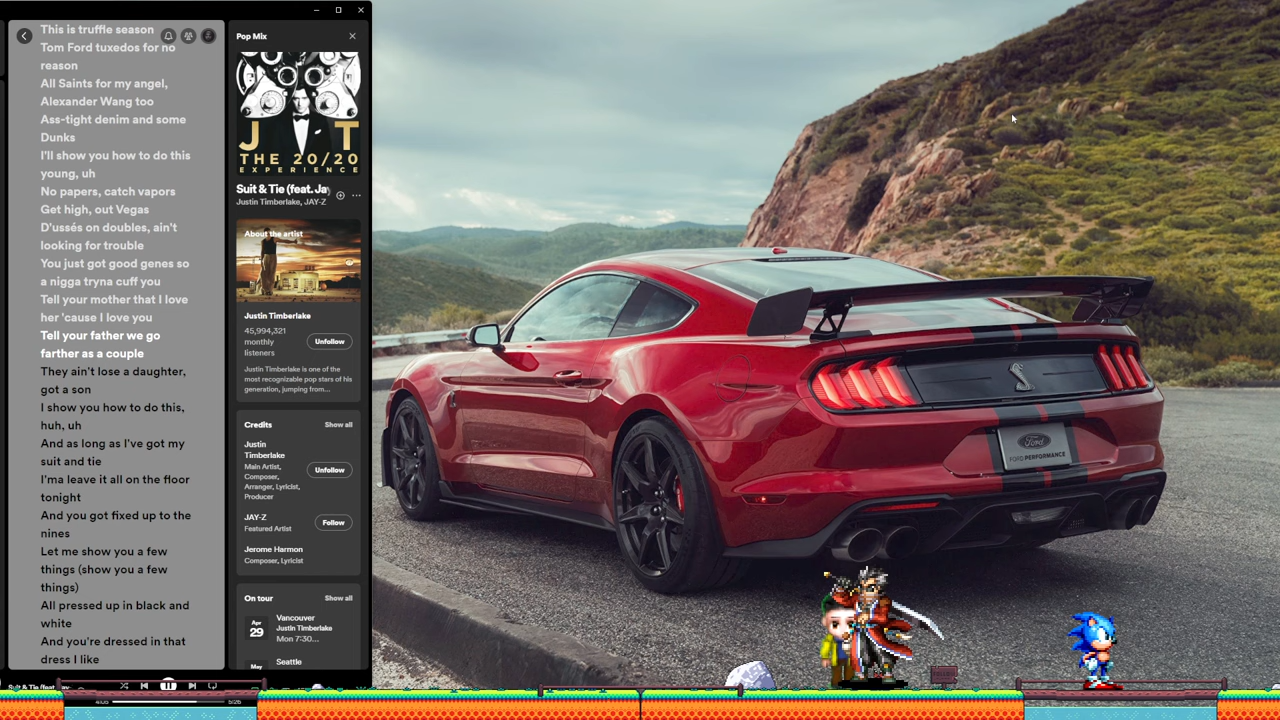 This is truffle season
Tom Ford tuxedos for no
reason
All Saints for my angel,
Alexander Wang too
Ass-tight denim and some
Dunks
I'll show you how to do this
young, uh
No papers, catch vapors
Get high, out Vegas
D'ussés on doubles, ain't
looking for trouble
You just got good genes so
a nigga tryna cuff you
Tell your mother that I love
her 'cause I love you
Tell your father we go
farther as a couple
They ain't lose a daughter,
got a son
I show you how to do this,
huh, uh
And as long as I've got my
suit and tie
I'ma leave it all on the floor
tonight
And you got fixed up to the
nines
Let me show you a few
things (show you a few
things)
All pressed up in black and
white
And you're dressed in that
dress I like
Pop Mix
J T
THE 20/20
EXPERIENCE
Suit & Tie (feat. Ja
Justin Timberlake, JAY-Z
About the artist
Justin Timberlake
45,994,321
monthly
listeners
Unfollow
Justin Timberlake is one of the
most recognizable pop stars of his
generation, jumping from...
Credits
Show all
Justin
Timberlake
Main Artist,
Composer,
Arranger, Lyricist,
Producer
Unfollow
JAY-Z
Featured Artist
Follow
Jerome Harmon
Composer, Lyricist
On tour
Show all
Apr
29
Vancouver
Justin Timberlake
Mon 7:30...
May
Seattle
4:05
5:26
Ford
FORD PERFORMANCE